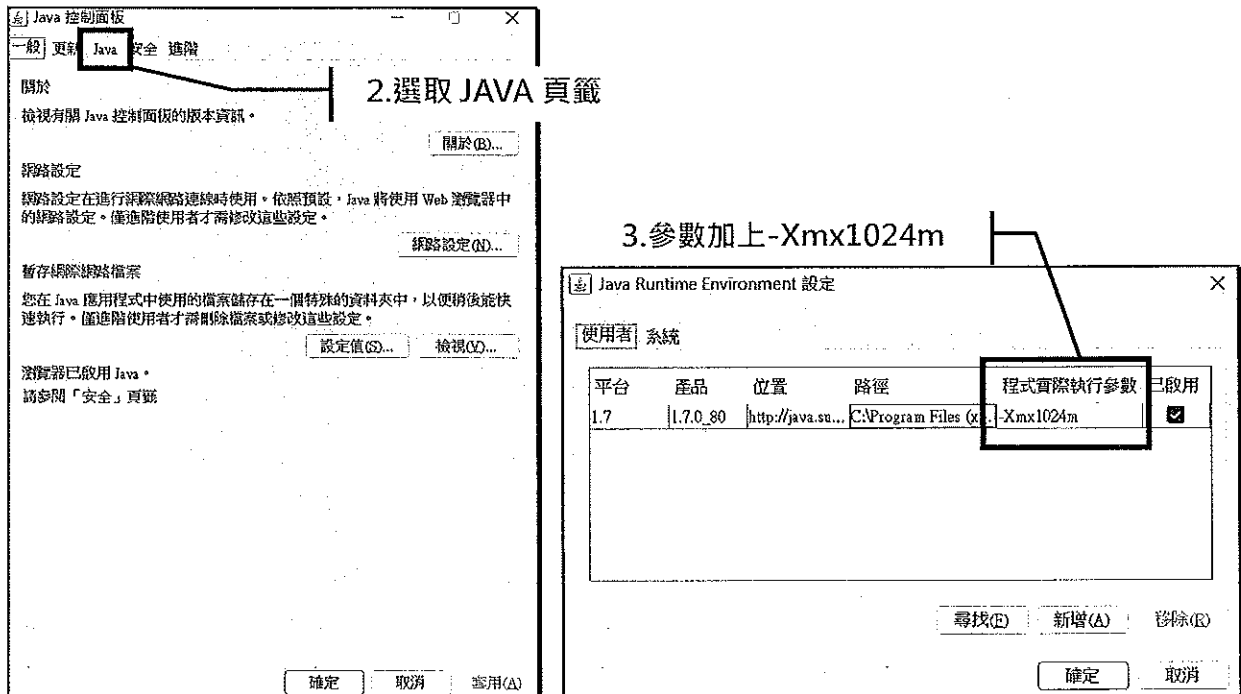 Java 控制面板
一般 更新 Java 安全 進階
2.選取 JAVA 頁籤
關於
檢視有關 Java 控制面板的版本資訊。
關於(B)...
網路設定
網路設定在進行網際網路連線時使用。依照預設，Java 將使用 Web 瀏覽器中
的網路設定。僅進階使用者才需修改這些設定。
網路設定(N)...
暫存網際網路檔案
您在 Java 應用程式中使用的檔案儲存在一個特殊的資料夾中，以便稍後能快
速執行。僅進階使用者才需刪除檔案或修改這些設定。
設定值(S)... 檢視(V)...
瀏覽器已啟用 Java。
請參閱「安全」頁籤
確定 取消 套用(A)
3.參數加上-Xmx1024m
Java Runtime Environment 設定
使用者 系統
平台 產品 位置 路徑 程式實際執行參數 已啟用
1.7 1.7.0_80 http://java.su... C:\Program Files (x... -Xmx1024m
尋找(F) 新增(A) 移除(R)
確定 取消